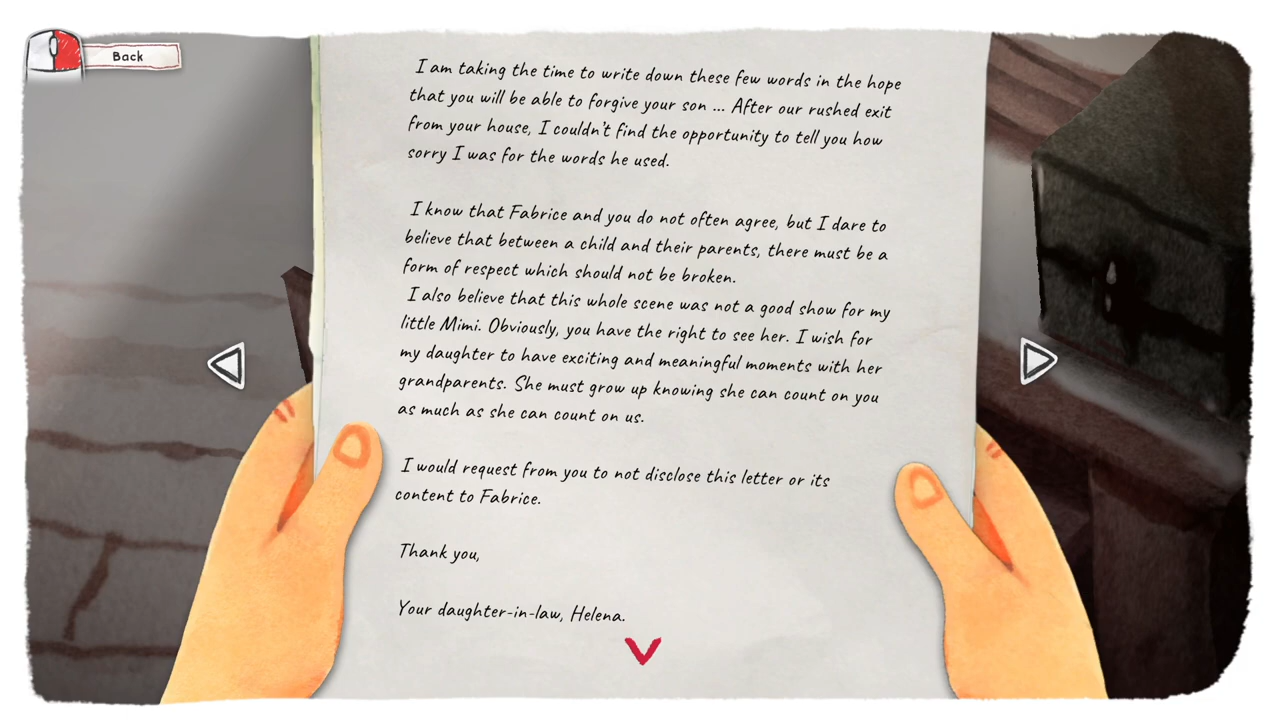 Back
I am taking the time to write down these few words in the hope
that you will be able to forgive your son ... After our rushed exit
from your house, I couldn't find the opportunity to tell you how
sorry I was for the words he used.
I know that Fabrice and you do not often agree, but I dare to
believe that between a child and their parents, there must be a
form of respect which should not be broken.
I also believe that this whole scene was not a good show for my
little Mimi. Obviously, you have the right to see her. I wish for
my daughter to have exciting and meaningful moments with her
grandparents. She must grow up knowing she can count on you
as much as she can count on us.
I would request from you to not disclose this letter or its
content to Fabrice.
Thank you,
Your daughter-in-law, Helena.